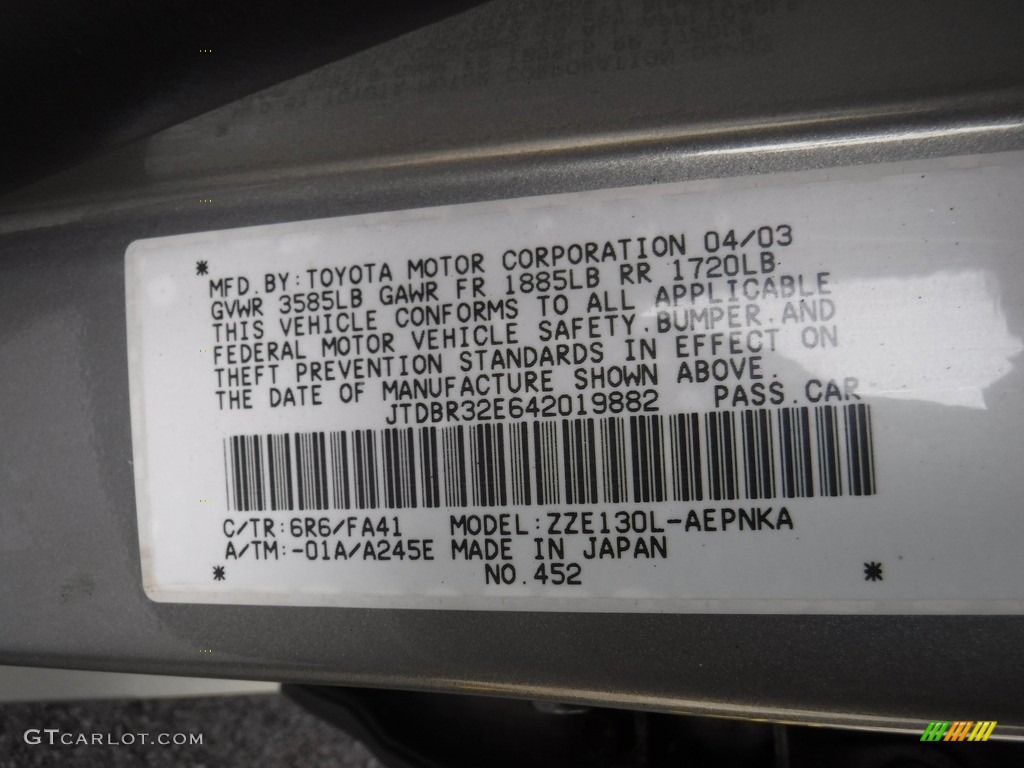 MFD.BY:TOYOTA MOTOR CORPORATION 04/03
GVWR 3585LB GAWR FR 1885LB RR 1720LB
THIS VEHICLE CONFORMS TO ALL APPLICABLE
FEDERAL MOTOR VEHICLE SAFETY,BUMPER,AND
THEFT PREVENTION STANDARDS IN EFFECT ON
THE DATE OF MANUFACTURE SHOWN ABOVE.
JTDBR32E642019882 PASS.CAR
C/TR:6R6/FA41 MODEL:ZZE130L-AEPNKA
A/TM:-01A/A245E MADE IN JAPAN
NO.452
GTCARLOT.COM